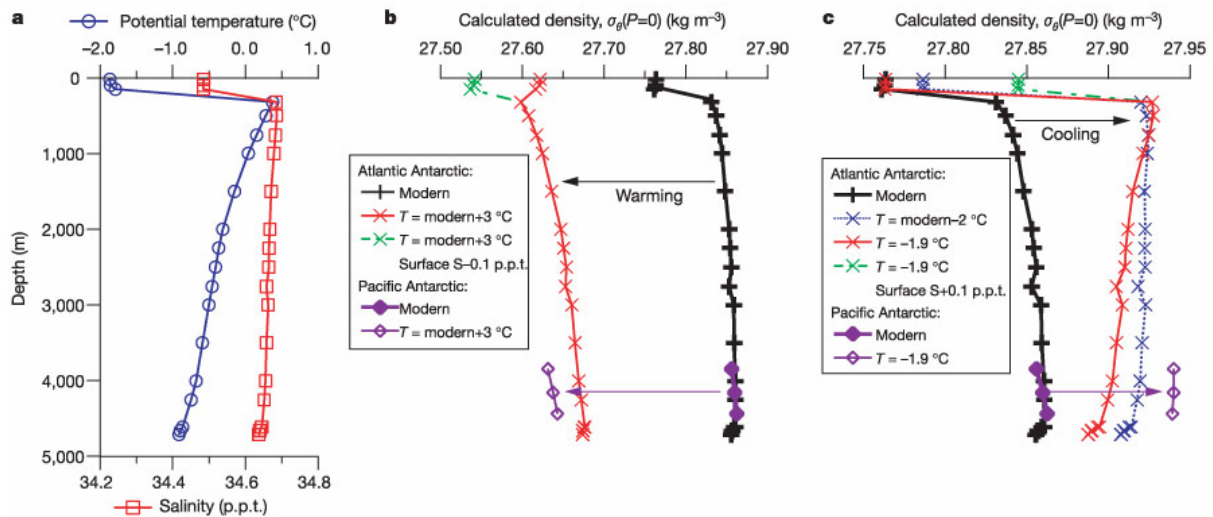 a
Potential temperature (°C)
–2.0 –1.0 0.0 1.0
0
1,000
2,000
3,000
4,000
5,000
Depth (m)
34.2 34.4 34.6 34.8
Salinity (p.p.t.)
b
Calculated density, σθ(P=0) (kg m–3)
27.50 27.60 27.70 27.80 27.90
Warming
Atlantic Antarctic:
Modern
T = modern+3 °C
T = modern+3 °C
Surface S–0.1 p.p.t.
Pacific Antarctic:
Modern
T = modern+3 °C
c
Calculated density, σθ(P=0) (kg m–3)
27.75 27.80 27.85 27.90 27.95
Cooling
Atlantic Antarctic:
Modern
T = modern–2 °C
T = –1.9 °C
T = –1.9 °C
Surface S+0.1 p.p.t.
Pacific Antarctic:
Modern
T = –1.9 °C